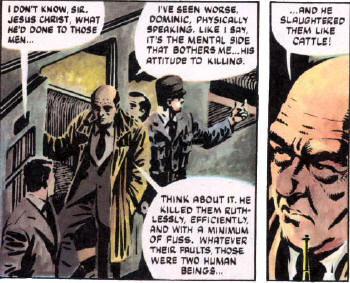 I DON'T KNOW, SIR.
JESUS CHRIST, WHAT
HE'D DONE TO THOSE
MEN...
I'VE SEEN WORSE,
DOMINIC, PHYSICALLY
SPEAKING. LIKE I SAY,
IT'S THE MENTAL SIDE
THAT BOTHERS ME...HIS
ATTITUDE TO KILLING.
THINK ABOUT IT. HE
KILLED THEM RUTH-
LESSLY, EFFICIENTLY,
AND WITH A MINIMUM
OF FUSS. WHATEVER
THEIR FAULTS, THOSE
WERE TWO HUMAN
BEINGS...
...AND HE
SLAUGHTERED
THEM LIKE
CATTLE!